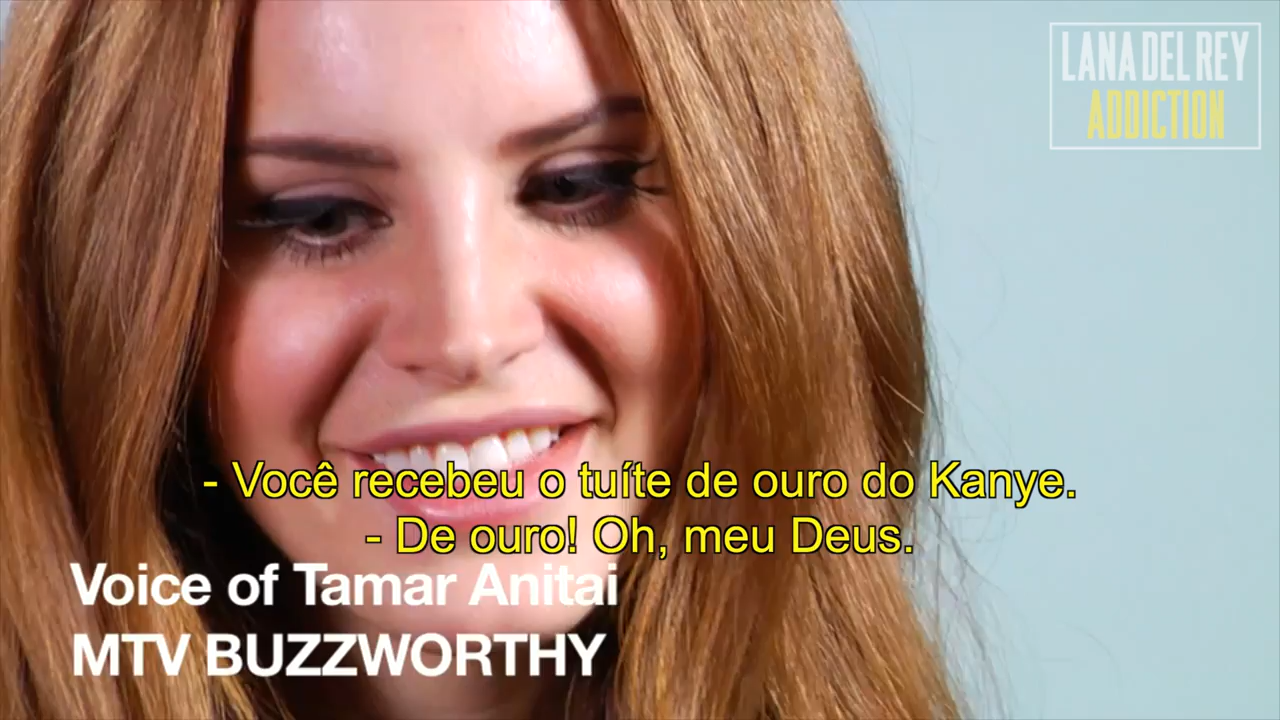 LANA DEL REY
ADDICTION
- Você recebeu o tuíte de ouro do Kanye.
- De ouro! Oh, meu Deus.
Voice of Tamar Anitai
MTV BUZZWORTHY